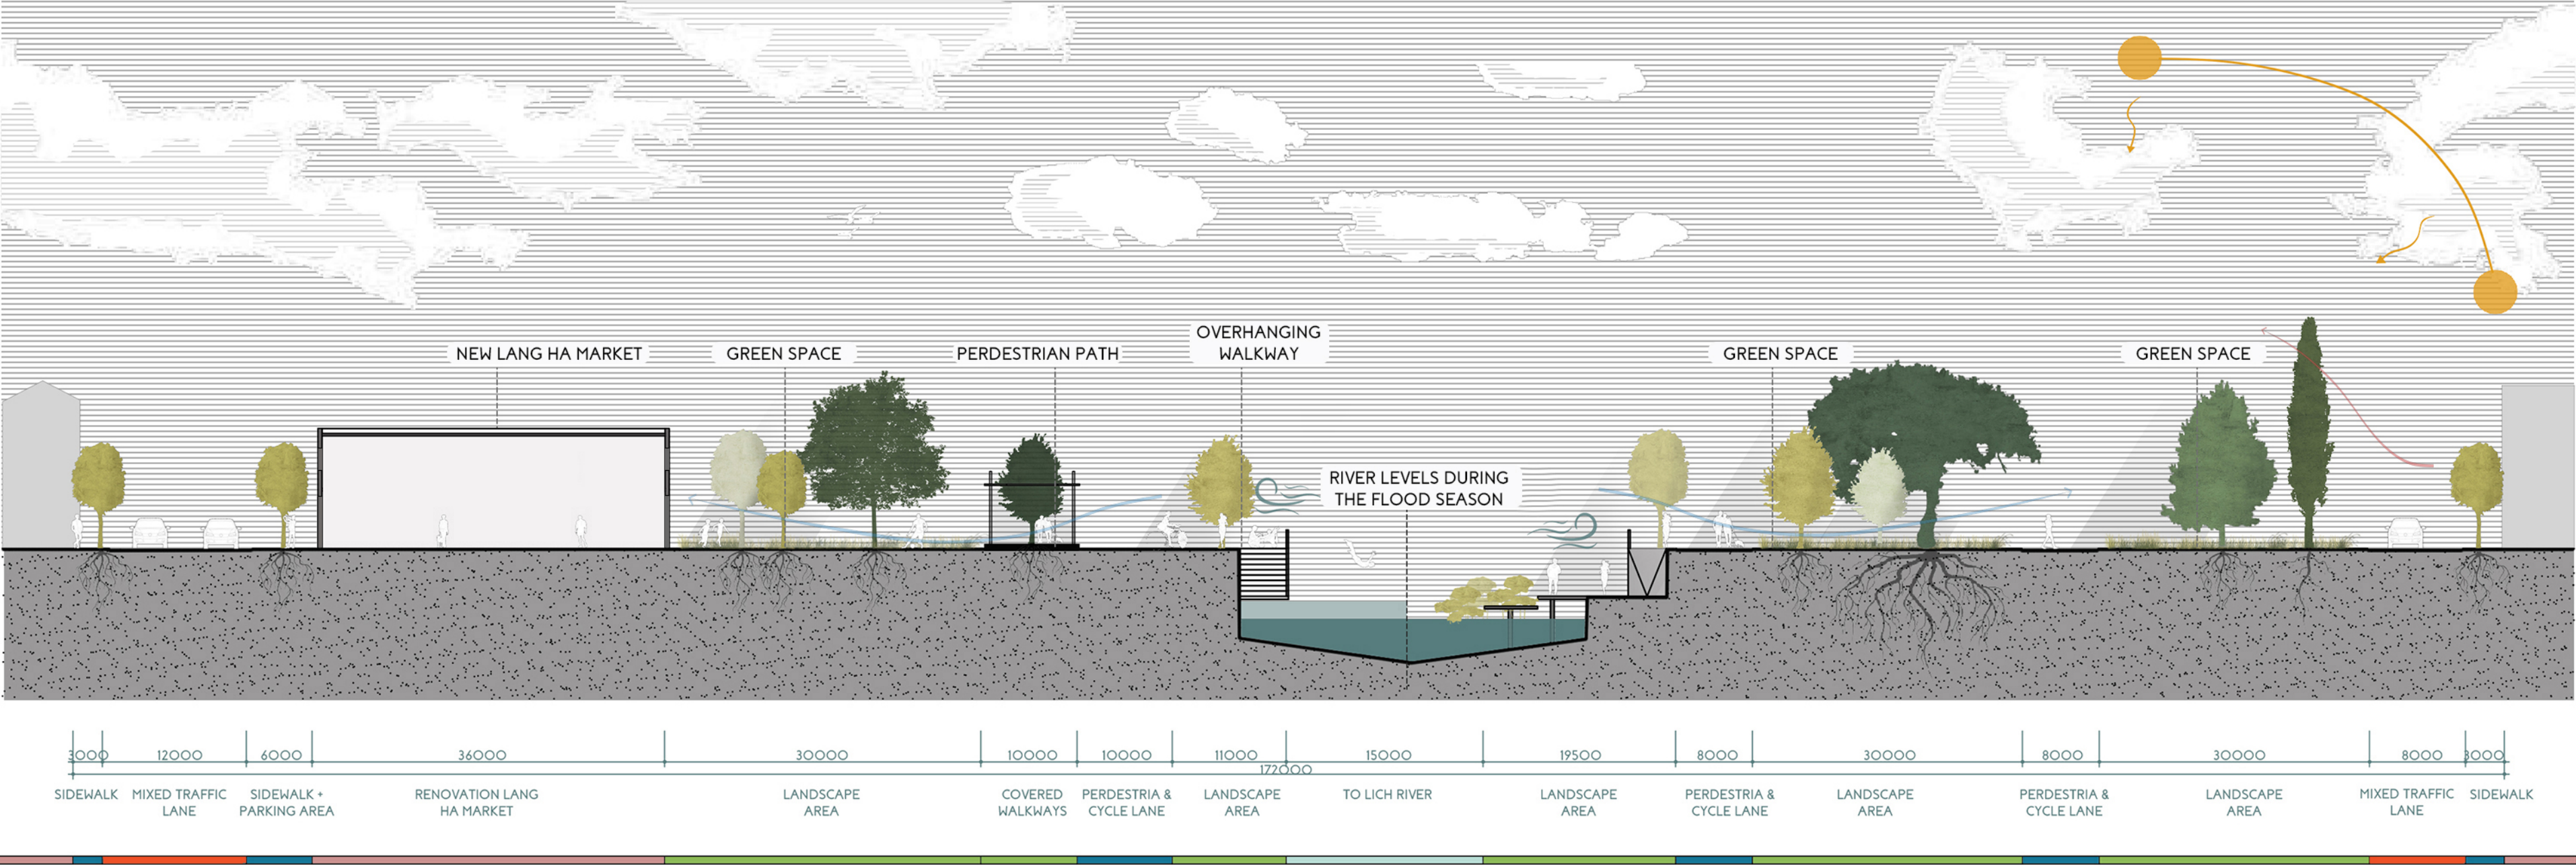 OVERHANGING
WALKWAY
NEW LANG HA MARKET
GREEN SPACE
PERDESTRIAN PATH
GREEN SPACE
GREEN SPACE
RIVER LEVELS DURING
THE FLOOD SEASON
3000
12000
6000
36000
30000
10000
10000
11000
15000
19500
8000
30000
8000
30000
8000
3000
172000
SIDEWALK
MIXED TRAFFIC
LANE
SIDEWALK +
PARKING AREA
RENOVATION LANG
HA MARKET
LANDSCAPE
AREA
COVERED
WALKWAYS
PERDESTRIA &
CYCLE LANE
LANDSCAPE
AREA
TO LICH RIVER
LANDSCAPE
AREA
PERDESTRIA &
CYCLE LANE
LANDSCAPE
AREA
PERDESTRIA &
CYCLE LANE
LANDSCAPE
AREA
MIXED TRAFFIC
LANE
SIDEWALK